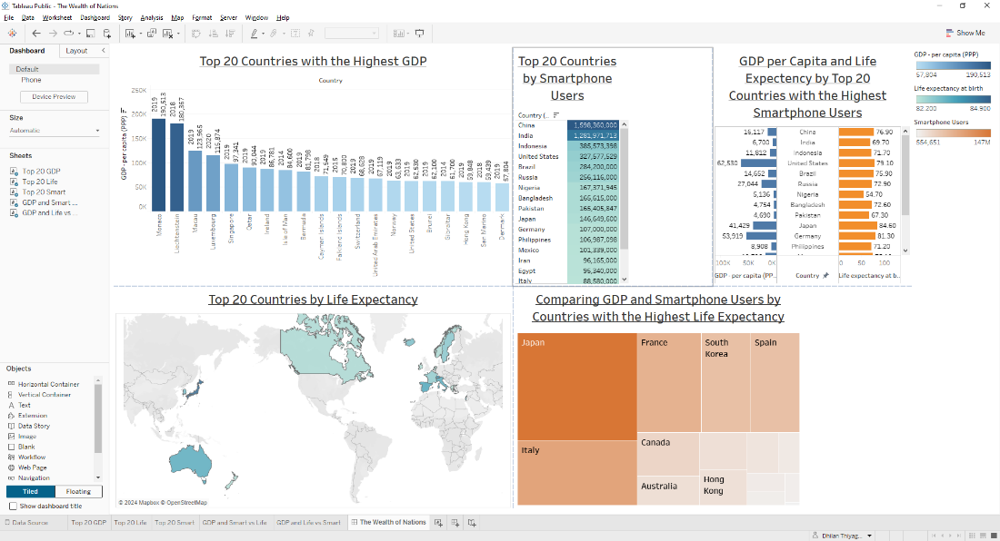 Tableau Public - The Wealth of Nations
File Data Worksheet Dashboard Story Analysis Map Format Server Window Help
Show Me
Dashboard Layout
Default
Phone
Device Preview
Size
Automatic
Sheets
Top 20 GDP
Top 20 Life
Top 20 Smart
GDP and Smart ...
GDP and Life vs ...
Objects
Horizontal Container
Vertical Container
Text
Extension
Data Story
Image
Blank
Workflow
Web Page
Navigation
Tiled Floating
Show dashboard title
Top 20 Countries with the Highest GDP
Country
GDP-per capita (PPP)
250K
200K
150K
100K
50K
0K
2019 190,513
2018 180,367
2019 123,965
2020 115,874
2019 97,341
2019 90,044
2019 86,781
2014 84,600
2019 81,798
2018 71,549
2015 70,800
2019 68,628
2019 67,119
2019 63,633
2019 62,530
2019 62,100
2014 61,700
2019 59,848
2018 59,439
2019 57,804
Monaco
Liechtenstein
Macau
Luxembourg
Singapore
Qatar
Ireland
Isle of Man
Bermuda
Cayman Islands
Falkland Islands
Switzerland
United Arab Emirates
Norway
United States
Brunei
Gibraltar
Hong Kong
San Marino
Denmark
Top 20 Countries
by Smartphone
Users
Country (..
China 1,598,360,000
India 1,281,971,713
Indonesia 385,573,398
United States 327,577,529
Brazil 284,200,000
Russia 256,116,000
Nigeria 167,371,945
Bangladesh 165,615,000
Pakistan 165,405,847
Japan 146,649,600
Germany 107,000,000
Philippines 106,987,098
Mexico 101,339,000
Iran 96,165,000
Egypt 95,340,000
Italy 88,580,000
GDP per Capita and Life
Expectency by Top 20
Countries with the Highest
Smartphone Users
16,117 China 76.90
6,700 India 69.70
11,812 Indonesia 71.70
62,530 United States 79.10
14,652 Brazil 75.90
27,044 Russia 72.90
5,136 Nigeria 54.70
4,754 Bangladesh 72.60
4,690 Pakistan 67.30
41,429 Japan 84.60
53,919 Germany 81.30
8,908 Philippines 71.20
100K 50K 0K 0 50 100
GDP - per capita (PP.. Country Life expectancy at b..
GDP - per capita (PPP)
57,804 190,513
Life expectancy at birth
82.200 84.900
Smartphone Users
554,651 147M
Top 20 Countries by Life Expectancy
© 2024 Mapbox © OpenStreetMap
Comparing GDP and Smartphone Users by
Countries with the Highest Life Expectancy
Japan
France
South
Korea
Spain
Italy
Canada
Australia
Hong
Kong
Data Source Top 20 GDP Top 20 Life Top 20 Smart GDP and Smart vs Life GDP and Life vs Smart The Wealth of Nations
Dhilan Thiyag...